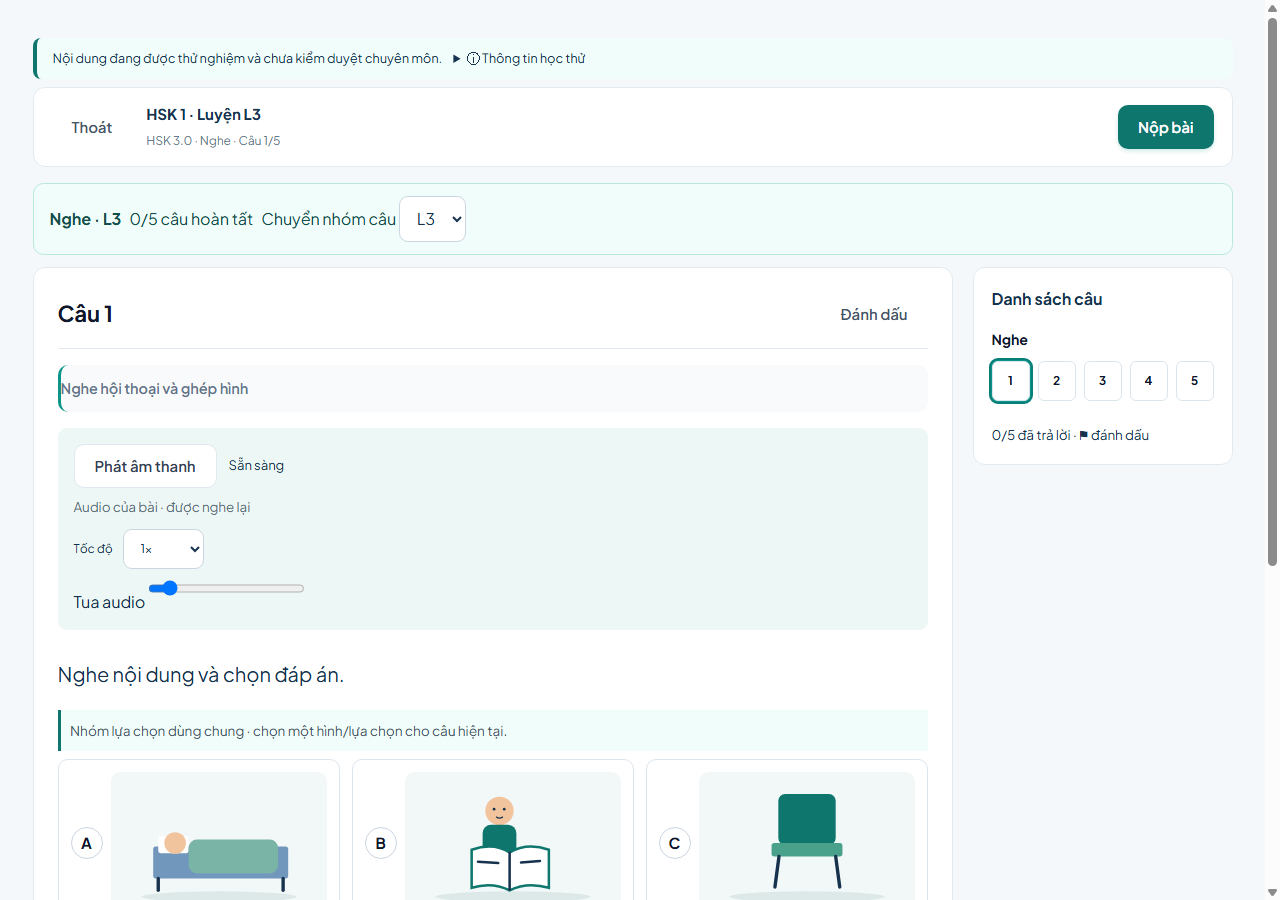 Nội dung đang được thử nghiệm và chưa kiểm duyệt chuyên môn. ▶ ⓘ Thông tin học thử
Thoát
HSK 1 · Luyện L3
HSK 3.0 · Nghe · Câu 1/5
Nộp bài
Nghe · L3 0/5 câu hoàn tất Chuyển nhóm câu L3
Câu 1
Đánh dấu
Nghe hội thoại và ghép hình
Phát âm thanh Sẵn sàng
Audio của bài · được nghe lại
Tốc độ 1×
Tua audio
Nghe nội dung và chọn đáp án.
Nhóm lựa chọn dùng chung · chọn một hình/lựa chọn cho câu hiện tại.
A
B
C
Danh sách câu
Nghe
1 2 3 4 5
0/5 đã trả lời · ⚑ đánh dấu